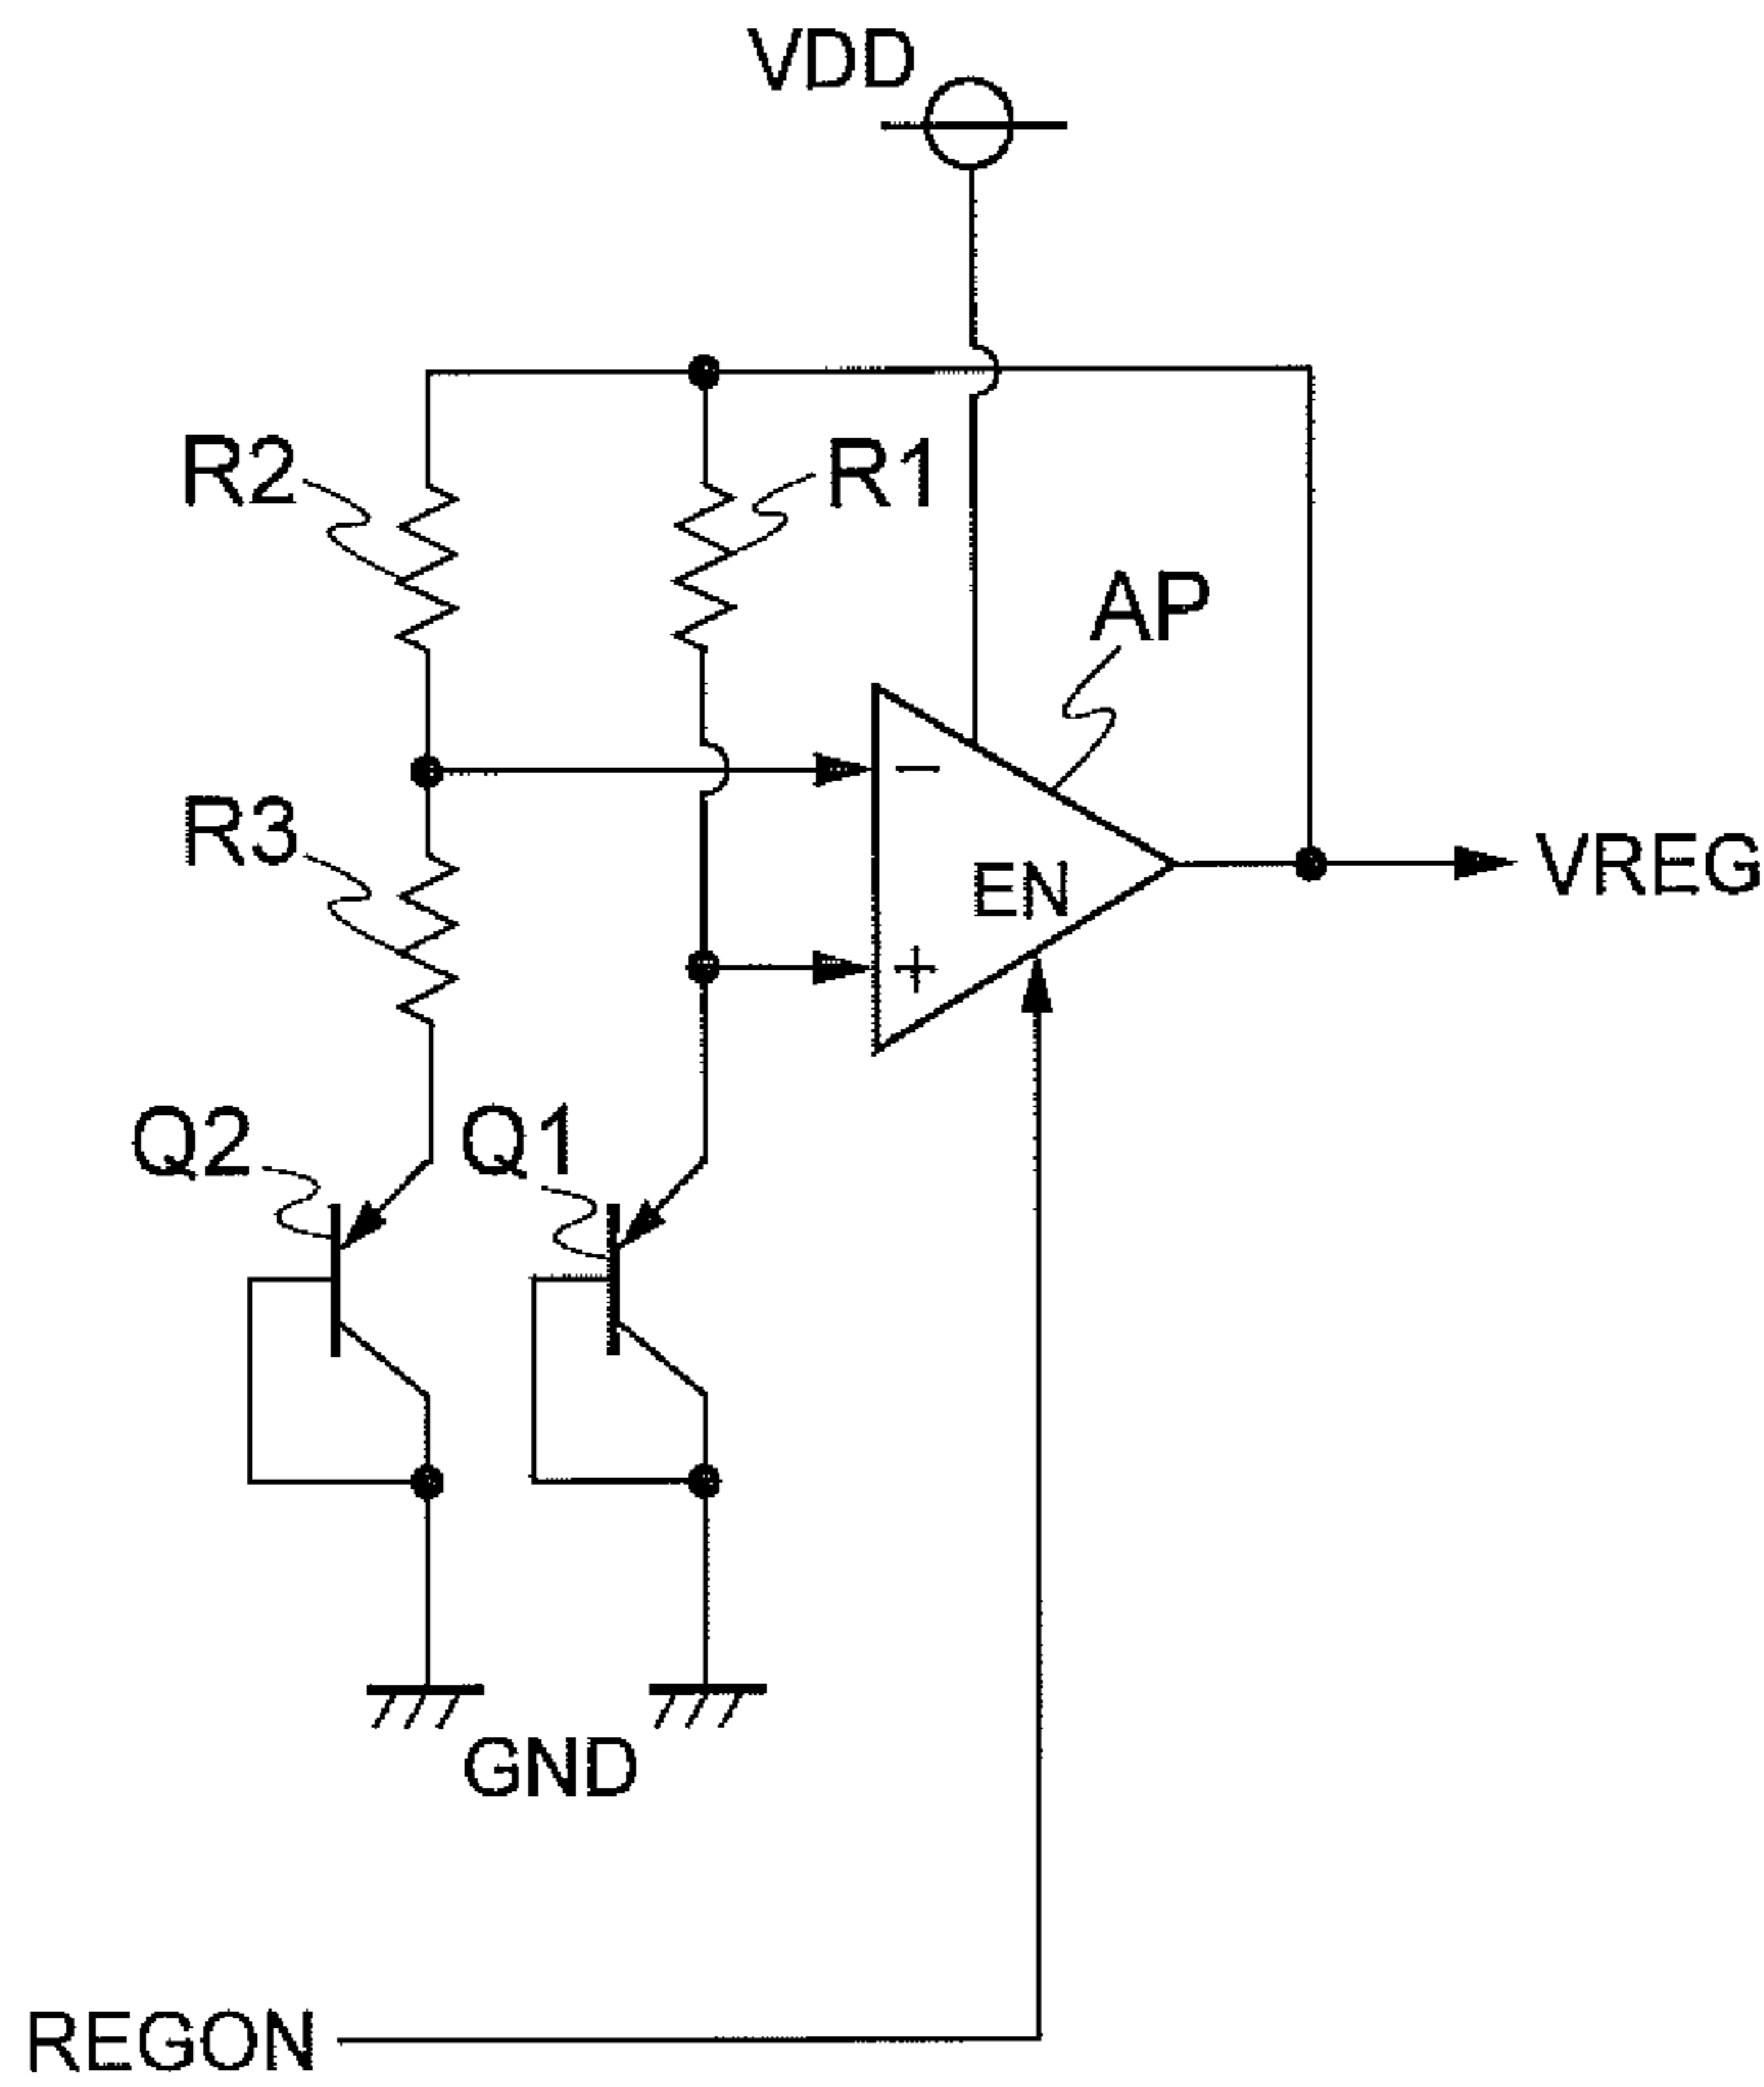 VDD
R2
R1
AP
R3
-
EN
VREG
+
Q2
Q1
GND
REGON